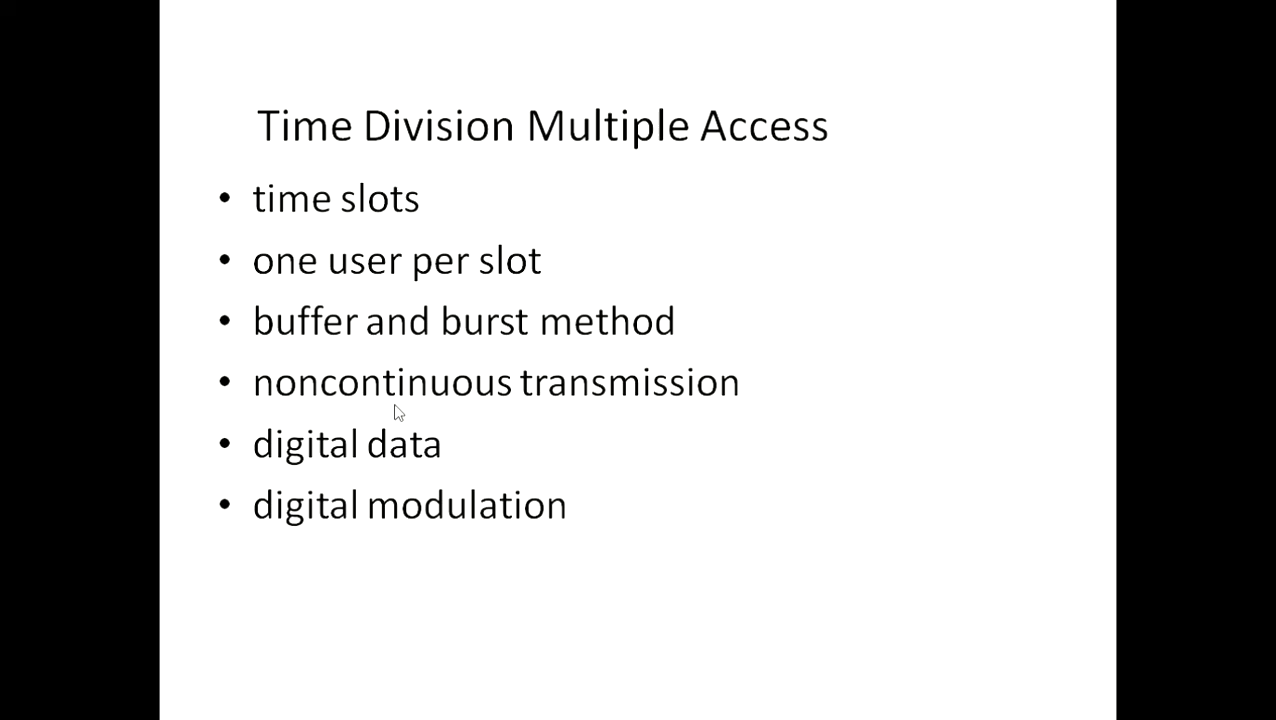 Time Division Multiple Access
• time slots
• one user per slot
• buffer and burst method
• noncontinuous transmission
• digital data
• digital modulation